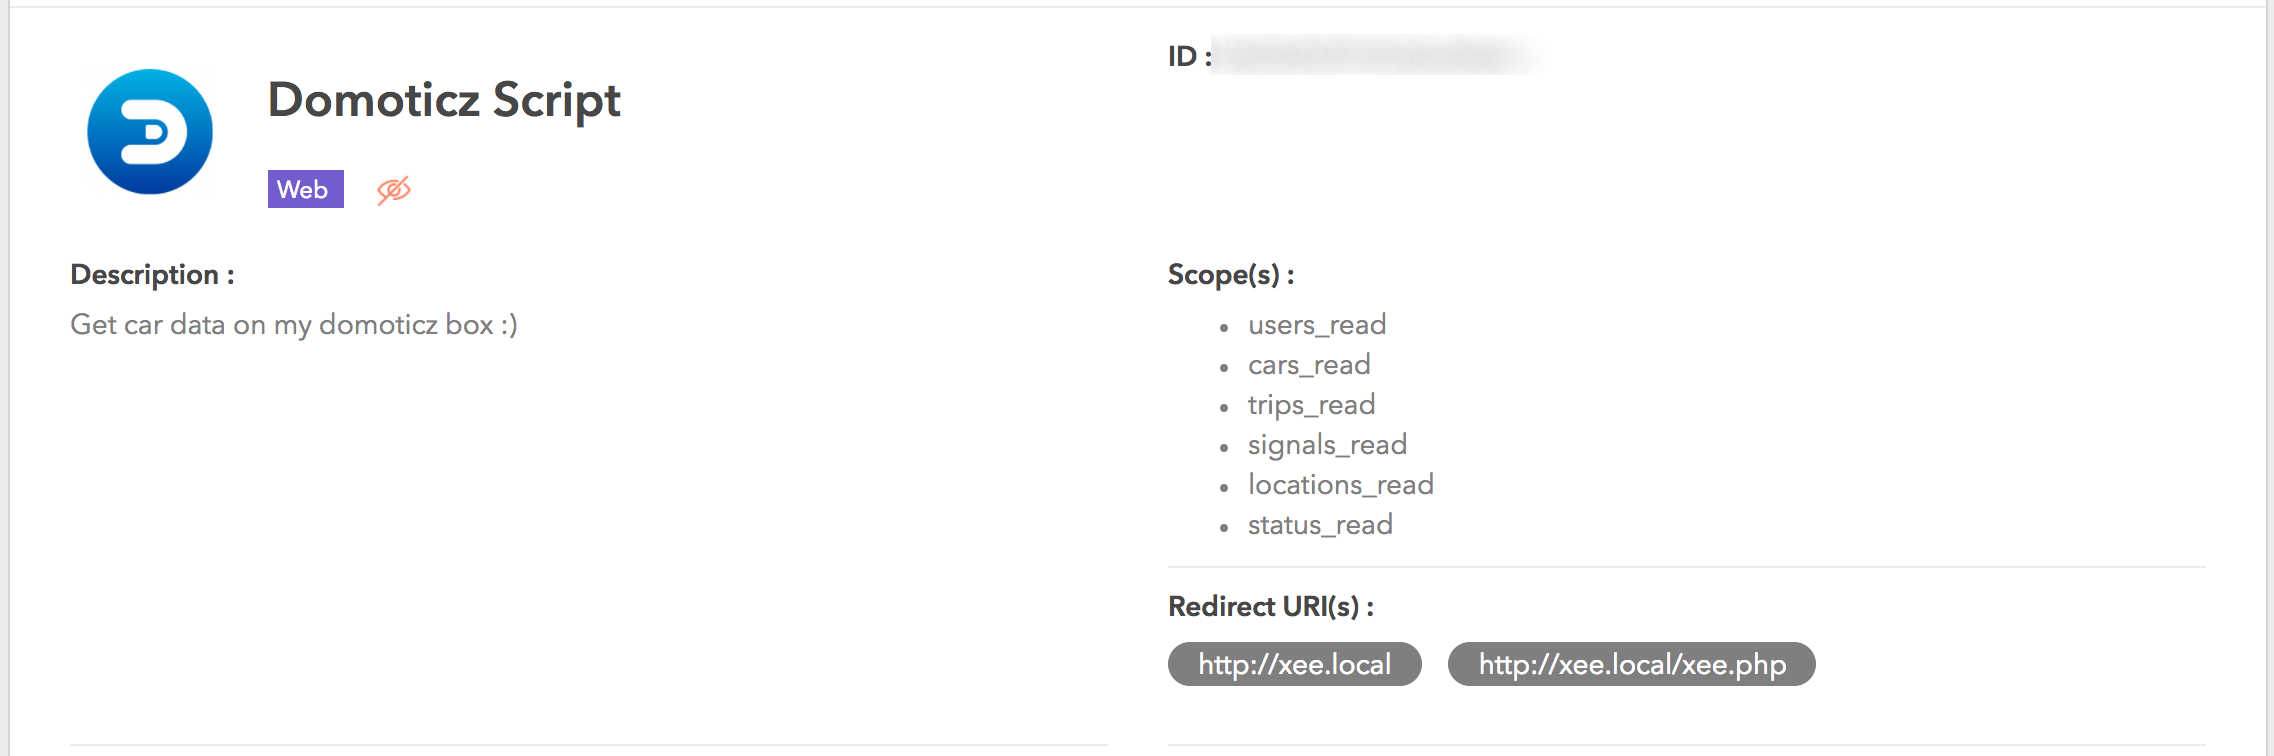 Domoticz Script
Web
Description :
Get car data on my domoticz box :)
ID :
Scope(s) :
users_read
cars_read
trips_read
signals_read
locations_read
status_read
Redirect URI(s) :
http://xee.local
http://xee.local/xee.php